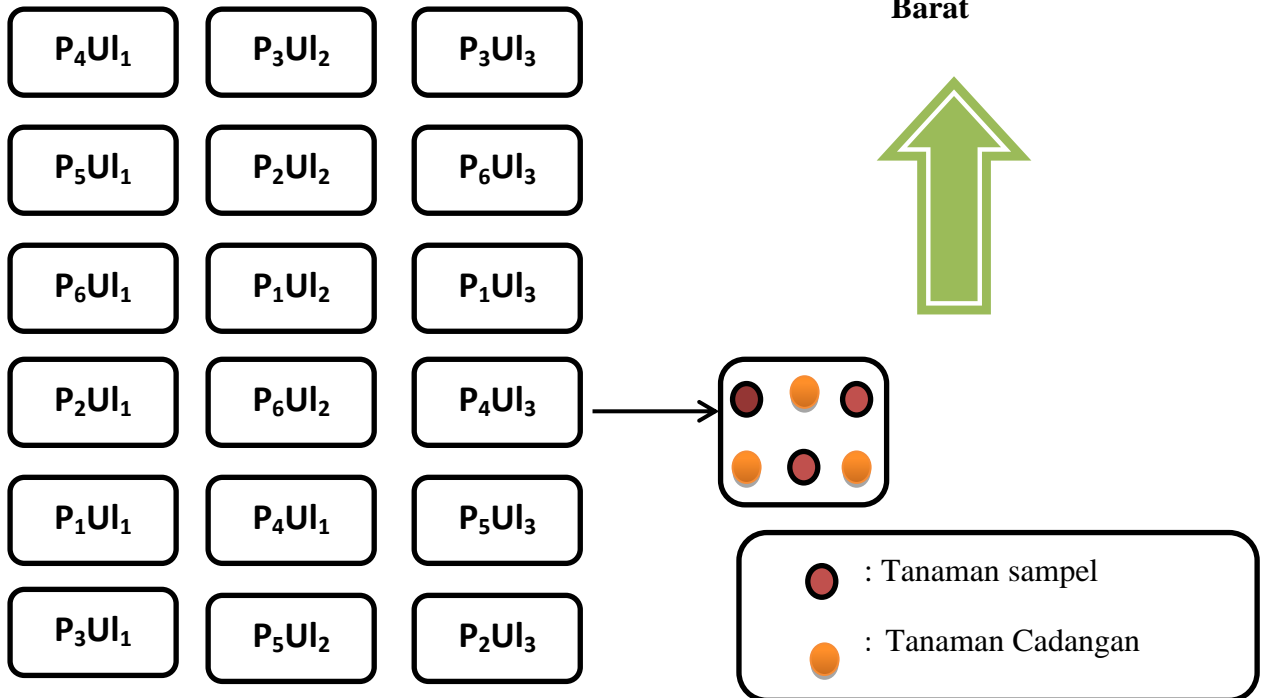 Barat
P₄Ul₁ P₃Ul₂ P₃Ul₃
P₅Ul₁ P₂Ul₂ P₆Ul₃
P₆Ul₁ P₁Ul₂ P₁Ul₃
P₂Ul₁ P₆Ul₂ P₄Ul₃
P₁Ul₁ P₄Ul₁ P₅Ul₃
P₃Ul₁ P₅Ul₂ P₂Ul₃
: Tanaman sampel
: Tanaman Cadangan